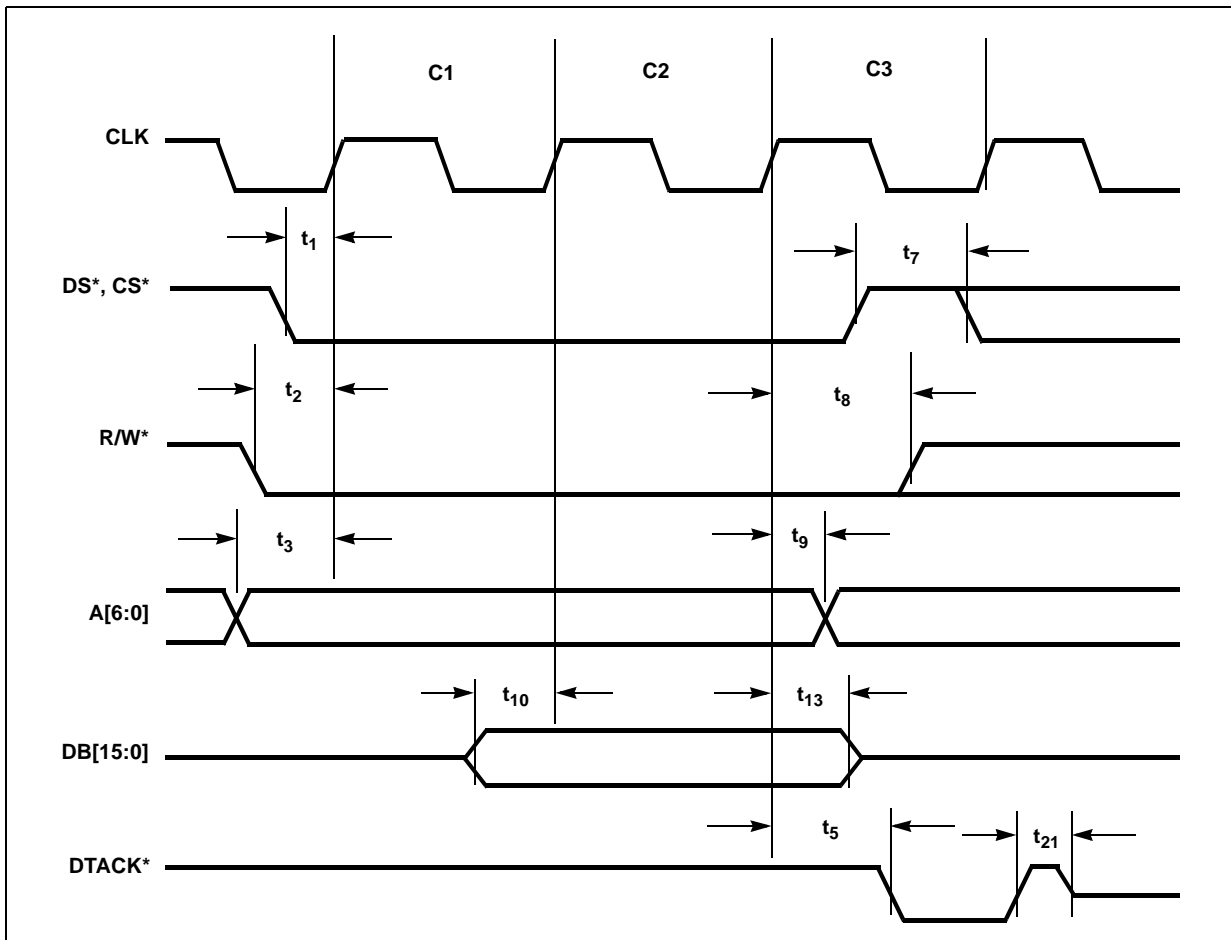 C1 C2 C3
CLK
t1 t7
DS*, CS*
t2 t8
R/W*
t3 t9
A[6:0]
t10 t13
DB[15:0]
t5 t21
DTACK*